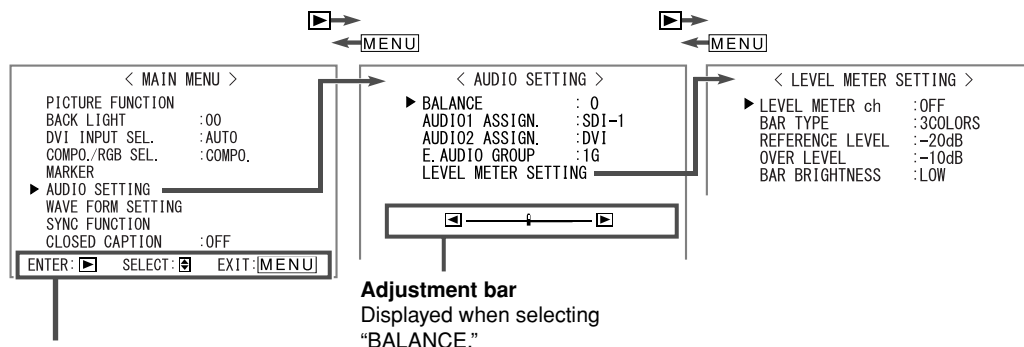 MENU
MENU
< MAIN MENU >
PICTURE FUNCTION
BACK LIGHT :00
DVI INPUT SEL. :AUTO
COMPO./RGB SEL. :COMPO.
MARKER
AUDIO SETTING
WAVE FORM SETTING
SYNC FUNCTION
CLOSED CAPTION :OFF
ENTER: SELECT: EXIT:MENU
< AUDIO SETTING >
BALANCE : 0
AUDIO1 ASSIGN. :SDI-1
AUDIO2 ASSIGN. :DVI
E.AUDIO GROUP :1G
LEVEL METER SETTING
Adjustment bar
Displayed when selecting
“BALANCE.”
< LEVEL METER SETTING >
LEVEL METER ch :OFF
BAR TYPE :3COLORS
REFERENCE LEVEL :-20dB
OVER LEVEL :-10dB
BAR BRIGHTNESS :LOW